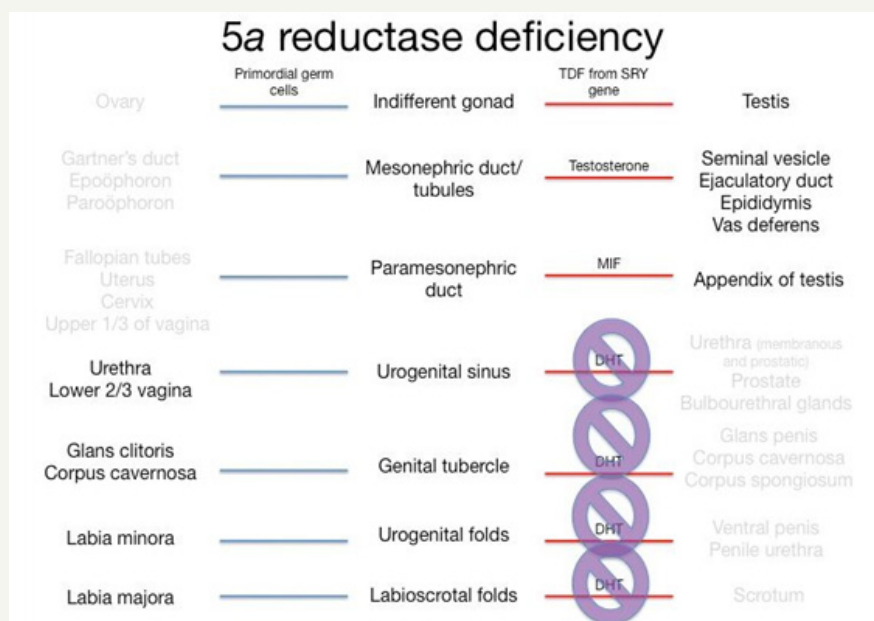 5a reductase deficiency
Primordial germ
cells
TDF from SRY
gene
Ovary
Indifferent gonad
Testis
Gartner's duct
Epoöphoron
Paroöphoron
Mesonephric duct/
tubules
Testosterone
Seminal vesicle
Ejaculatory duct
Epididymis
Vas deferens
Fallopian tubes
Uterus
Cervix
Upper 1/3 of vagina
Paramesonephric
duct
MIF
Appendix of testis
Urethra
Lower 2/3 vagina
Urogenital sinus
DHT
Urethra (membranous
and prostatic)
Prostate
Bulbourethral glands
Glans clitoris
Corpus cavernosa
Genital tubercle
DHT
Glans penis
Corpus cavernosa
Corpus spongiosum
Labia minora
Urogenital folds
DHT
Ventral penis
Penile urethra
Labia majora
Labioscrotal folds
DHT
Scrotum